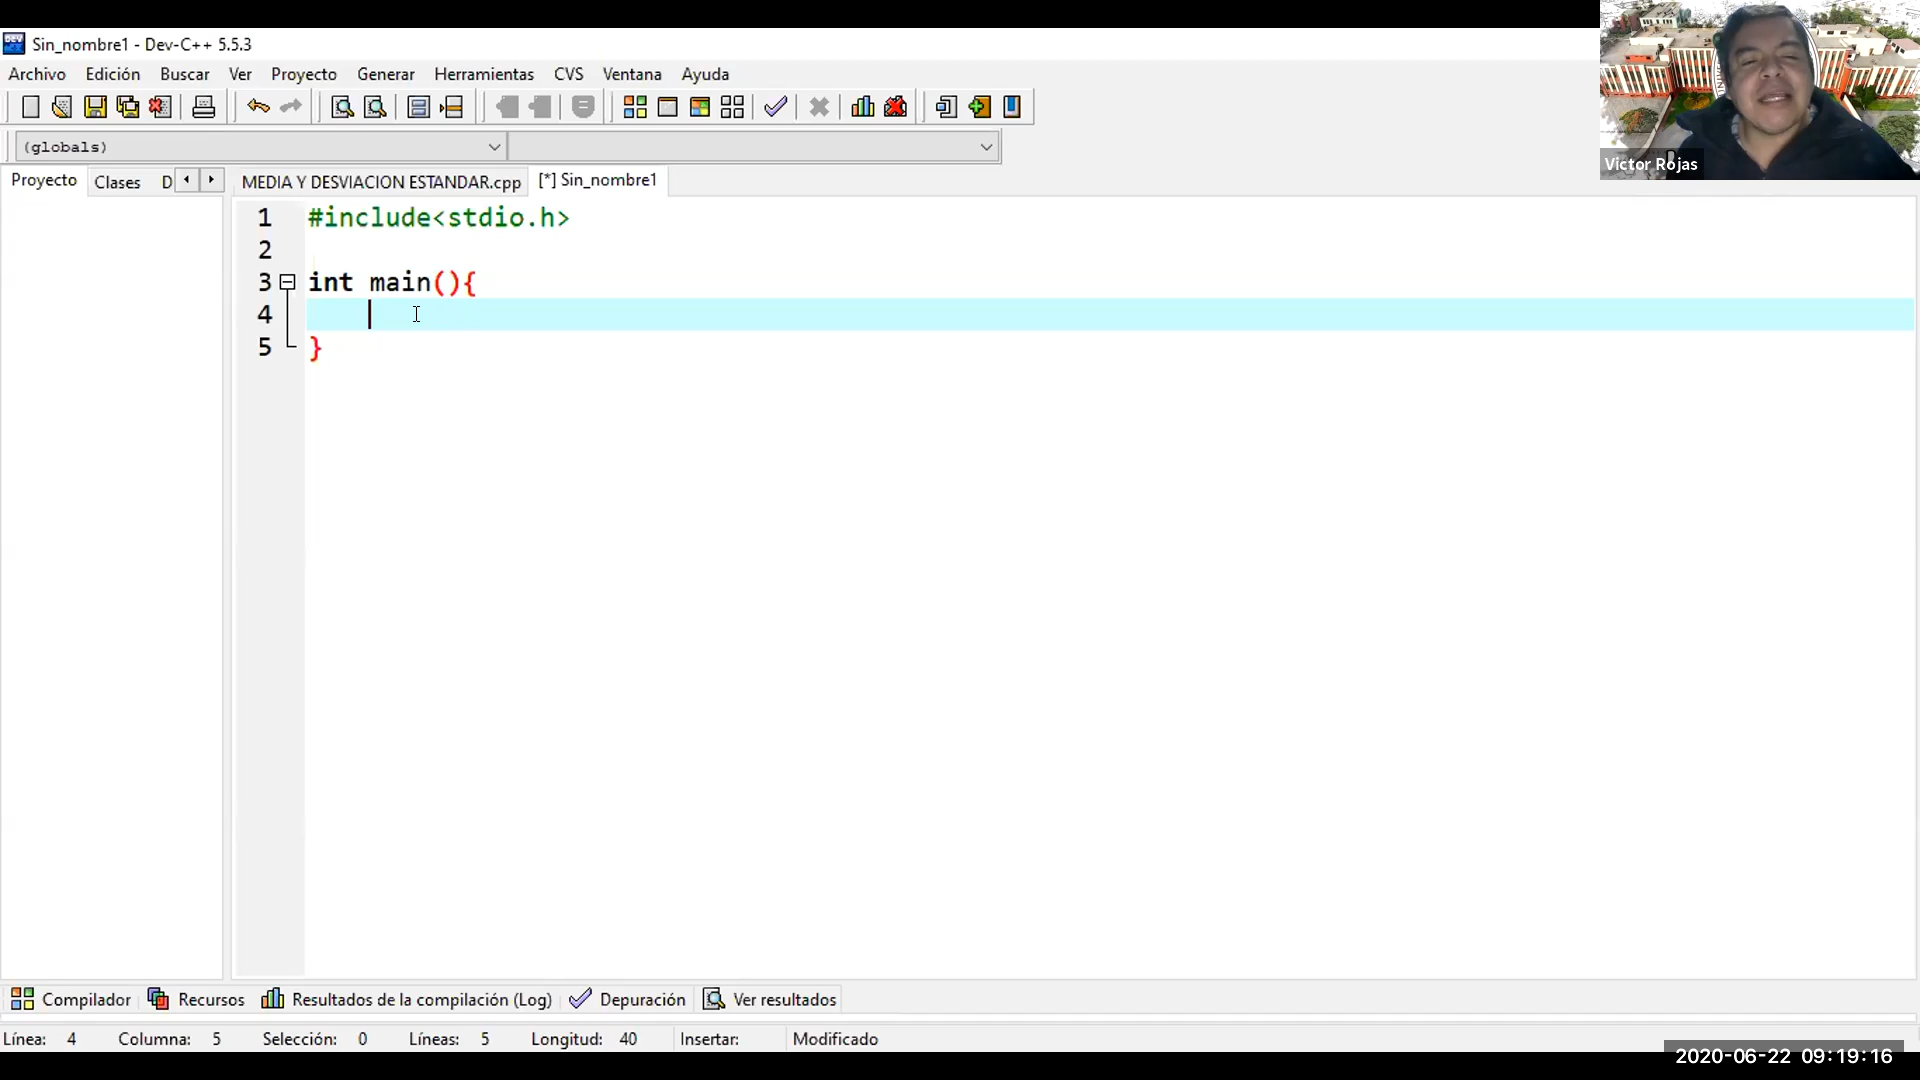 Sin_nombre1 - Dev-C++ 5.5.3
Archivo Edición Buscar Ver Proyecto Generar Herramientas CVS Ventana Ayuda
(globals)
Victor Rojas
Proyecto Clases D MEDIA Y DESVIACION ESTANDAR.cpp [*] Sin_nombre1
1 #include<stdio.h>
2
3 int main(){
4
5 }
Compilador Recursos Resultados de la compilación (Log) Depuración Ver resultados
Línea: 4 Columna: 5 Selección: 0 Líneas: 5 Longitud: 40 Insertar: Modificado
2020-06-22 09:19:16